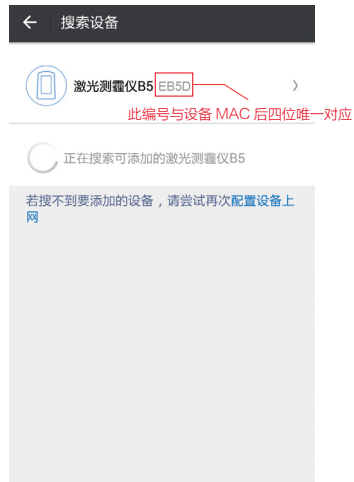 搜索设备
激光测霾仪B5 EB5D
此编号与设备 MAC 后四位唯一对应
正在搜索可添加的激光测霾仪B5
若搜不到要添加的设备，请尝试再次配置设备上
网